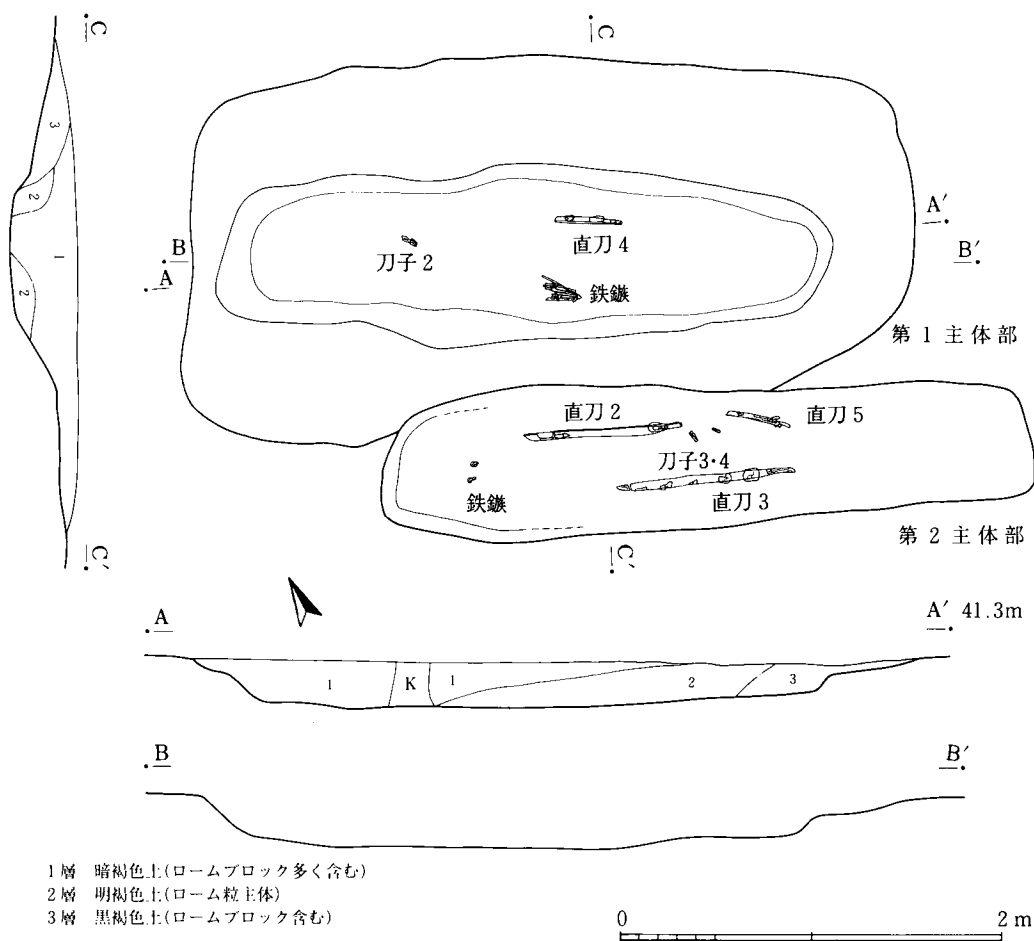 C C
3
2
1
2
A′
B B′
A
刀子2
直刀4
鉄鏃
第1主体部
直刀2
直刀5
刀子3・4
鉄鏃
直刀3
第2主体部
C′ C′
A A′ 41.3m
1 K 1 2 3
B B′
1層 暗褐色土(ロームブロック多く含む)
2層 明褐色土(ローム粒主体)
3層 黒褐色土(ロームブロック含む)
0 2m